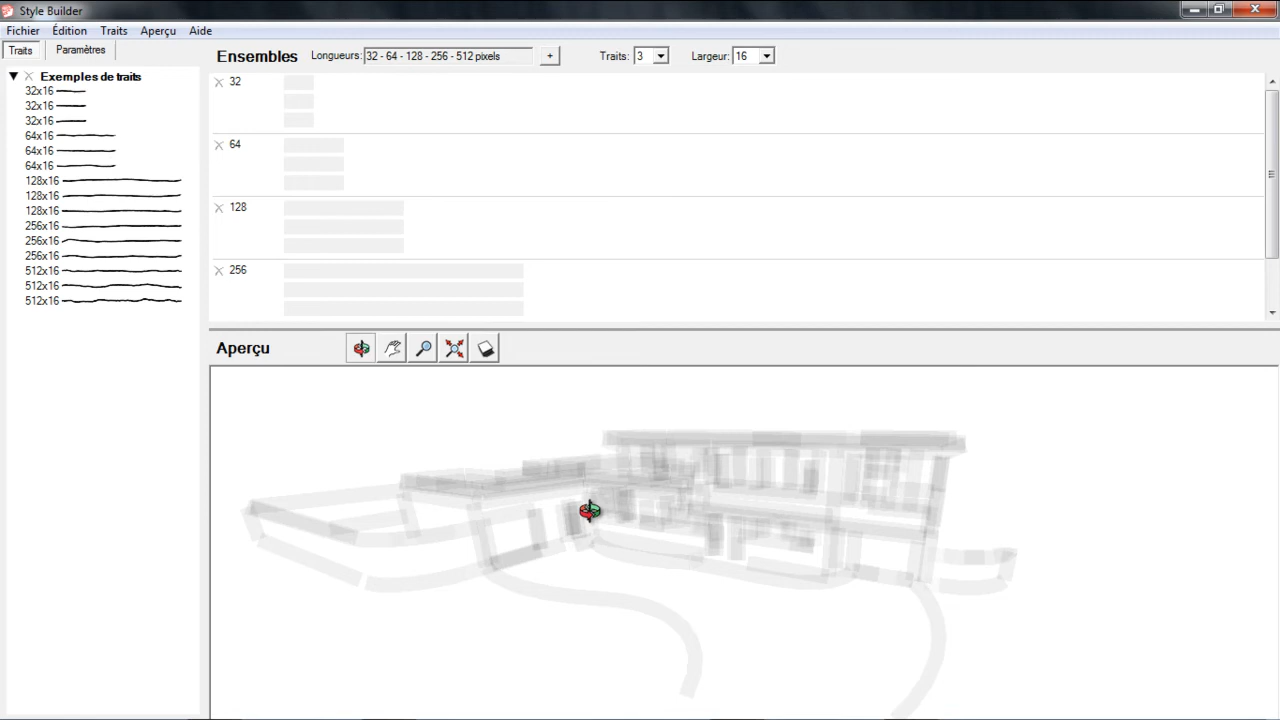 Style Builder
Fichier Édition Traits Aperçu Aide
Traits Paramètres
Ensembles Longueurs: 32 - 64 - 128 - 256 - 512 pixels + Traits: 3 Largeur: 16
Exemples de traits
32x16
32x16
32x16
64x16
64x16
64x16
128x16
128x16
128x16
256x16
256x16
256x16
512x16
512x16
512x16
32
64
128
256
Aperçu